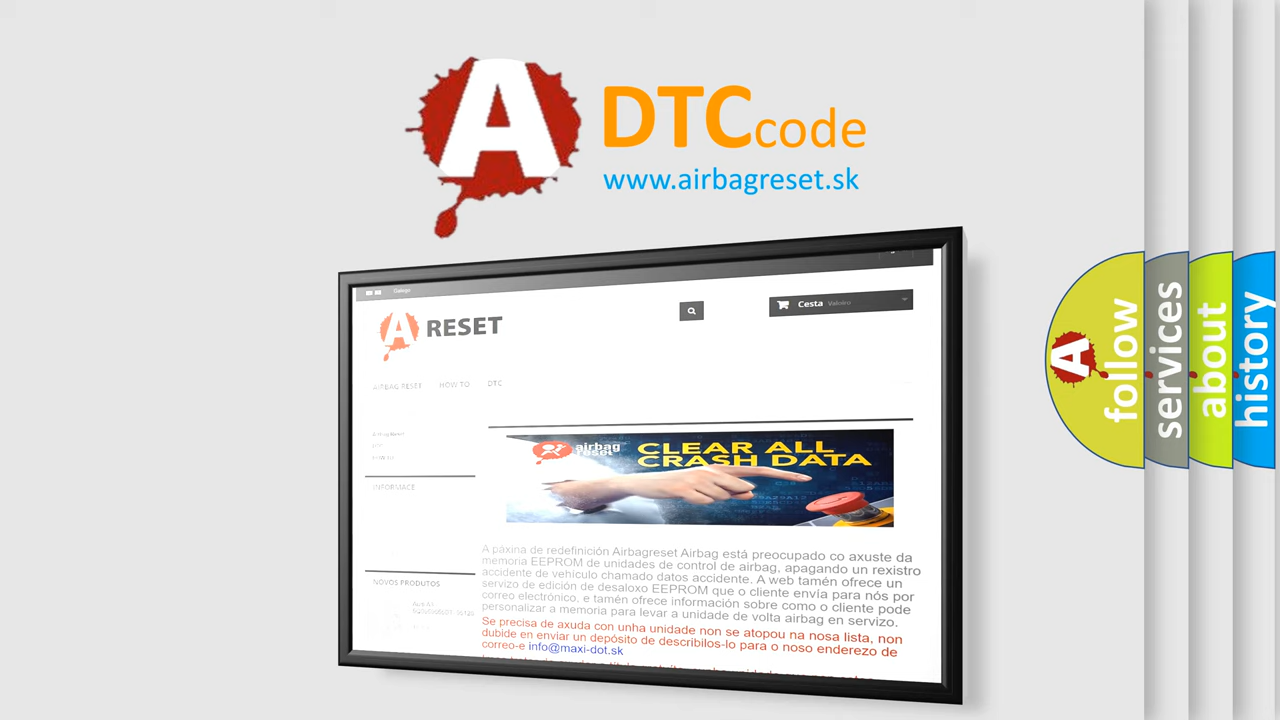 A
DTCcode
www.airbagreset.sk
Galego
A RESET
Cesta Valeiro
AIRBAG RESET HOW TO DTC
INFORMACE
NOVOS PRODUTOS
airbag
reset
CLEAR ALL
CRASH DATA
A páxina de redefinición Airbagreset Airbag está preocupado co axuste da
memoria EEPROM de unidades de control de airbag, apagando un rexistro
accidente de vehículo chamado datos accidente. A web tamén ofrece un
servizo de edición de desaloxo EEPROM que o cliente envía para nós por
correo electrónico, e tamén ofrece información sobre como o cliente pode
personalizar a memoria para levar a unidade de volta airbag en servizo.
Se precisa de axuda con unha unidade non se atopou na nosa lista, non
dubide en enviar un depósito de describilos-lo para o noso enderezo de
correo-e info@maxi-dot.sk
A
follow
services
about
history